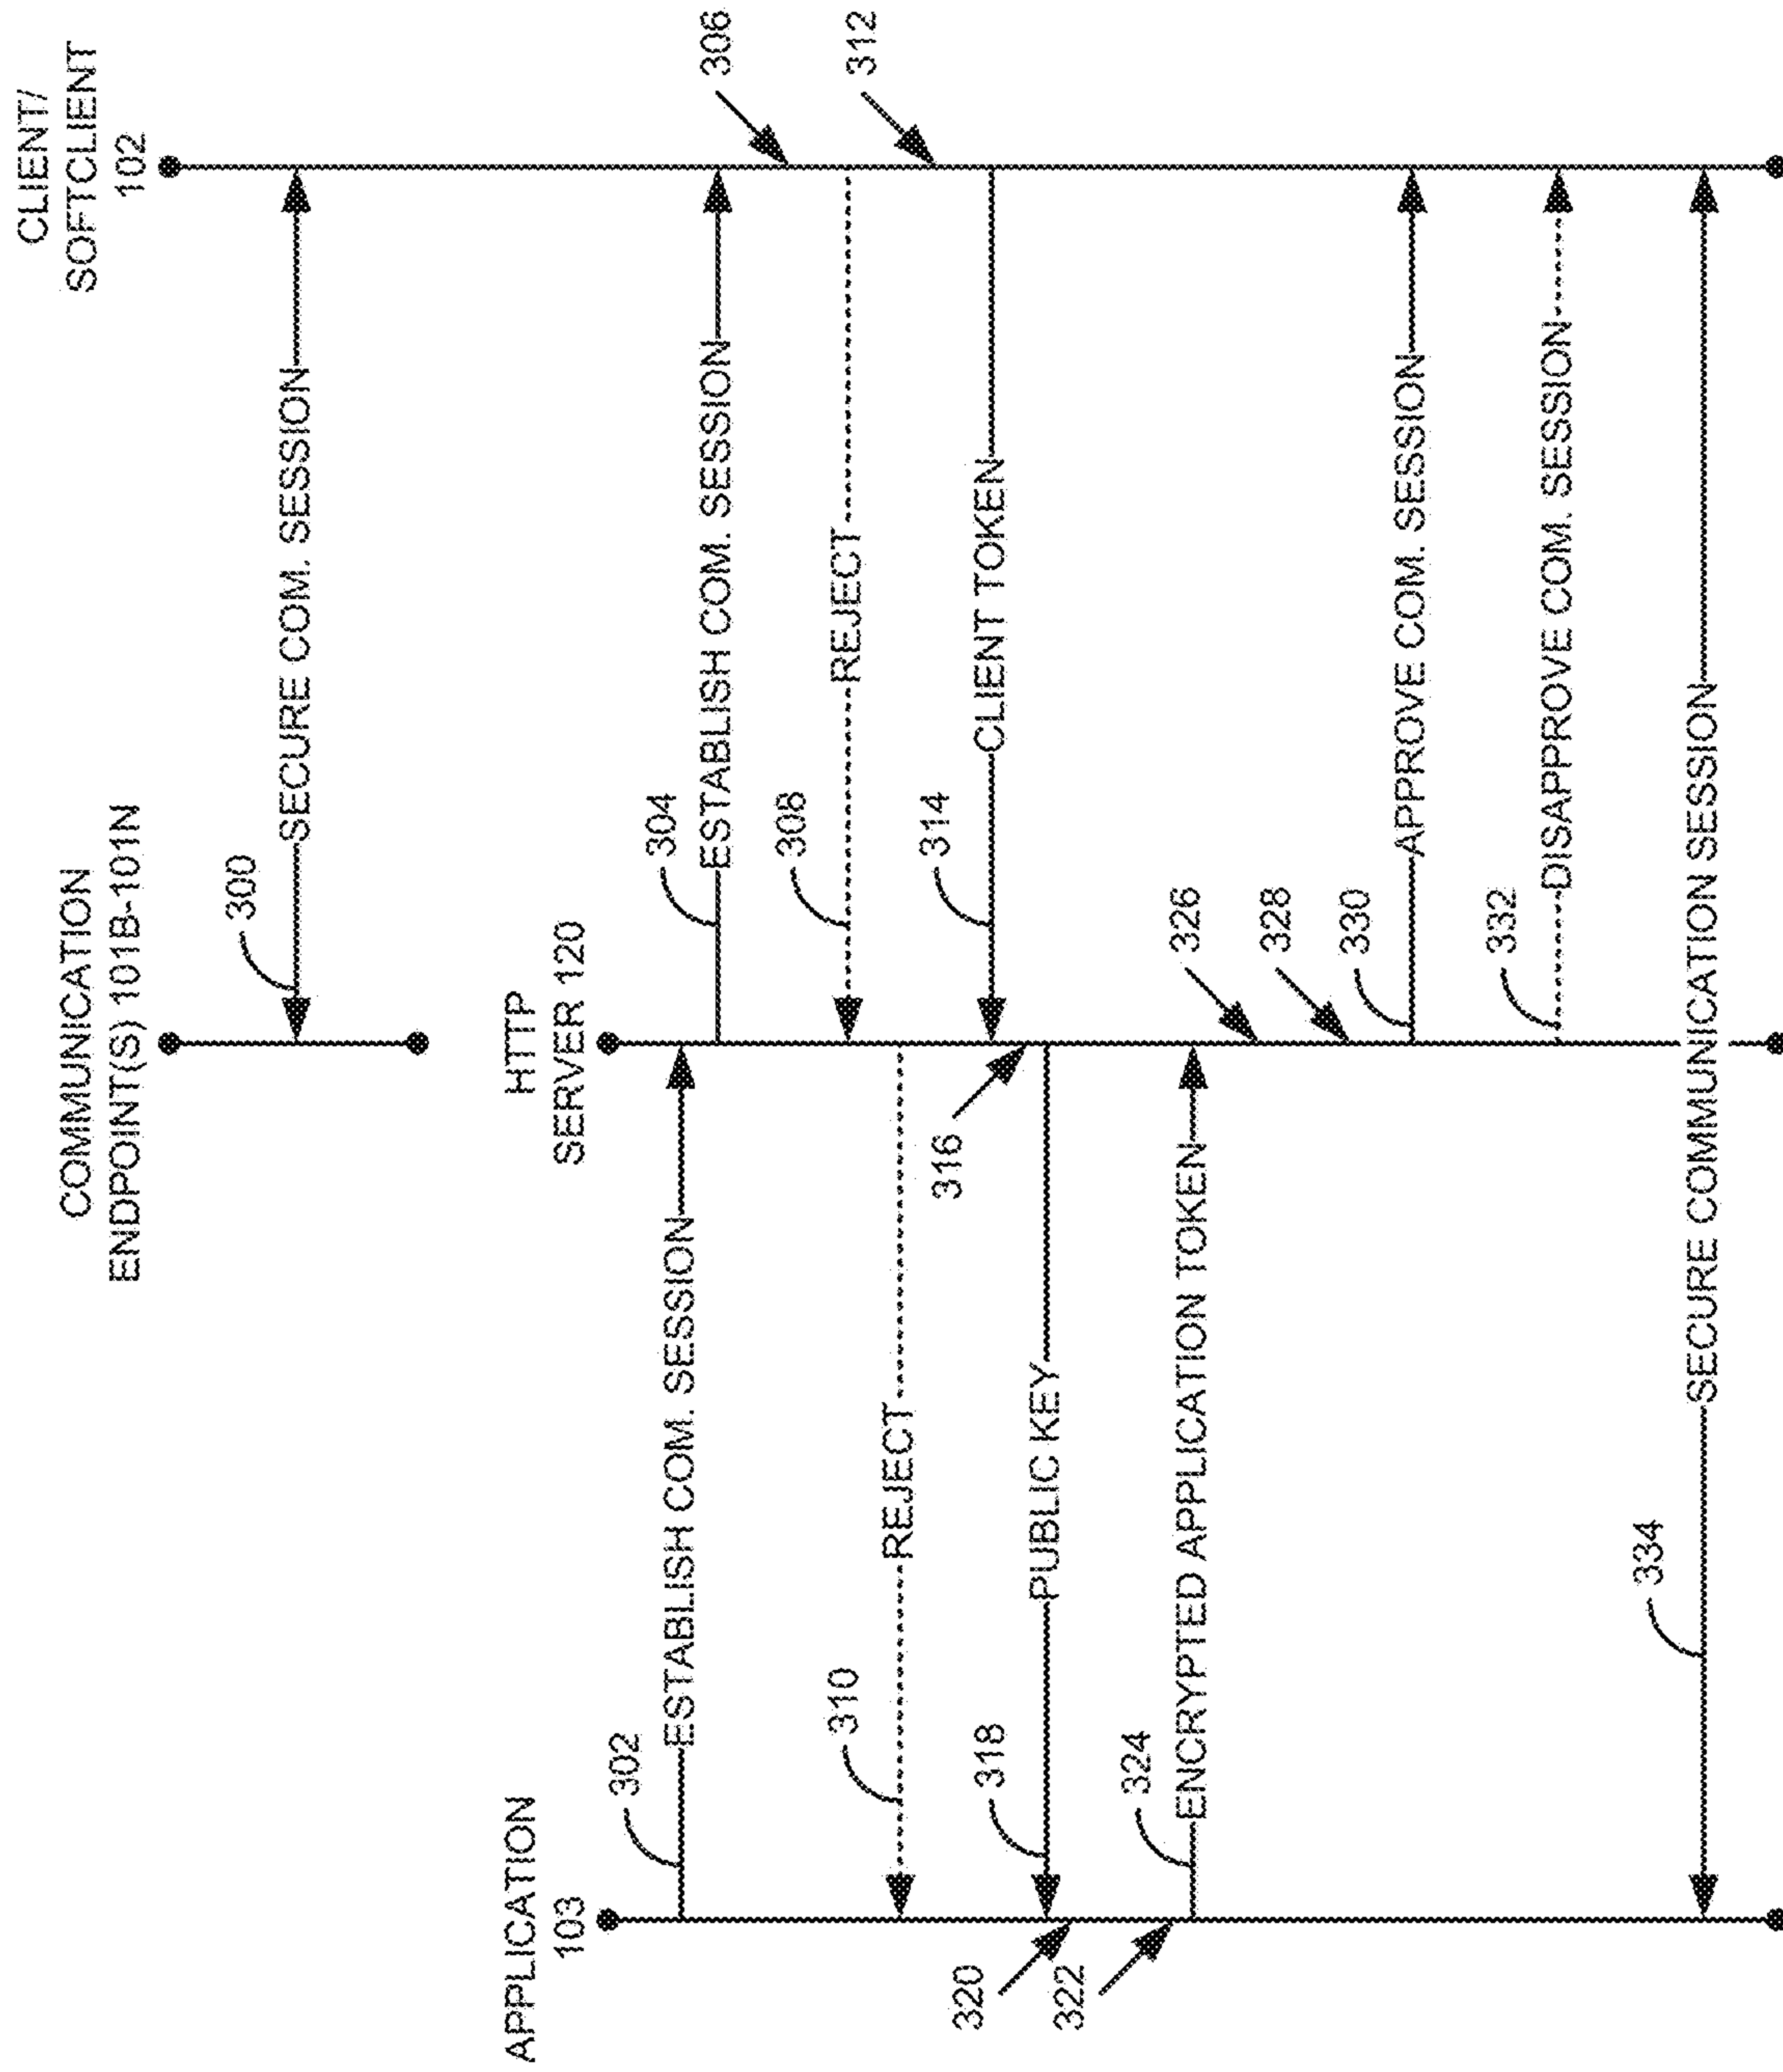 CLIENT/
SOFTCLIENT
102
COMMUNICATION
ENDPOINT(S) 101B-101N
300
SECURE COM. SESSION
APPLICATION
103
HTTP
SERVER 120
302
ESTABLISH COM. SESSION
304
ESTABLISH COM. SESSION
306
308
REJECT
310
REJECT
312
314
CLIENT TOKEN
316
318
PUBLIC KEY
320
322
324
ENCRYPTED APPLICATION TOKEN
326
328
330
APPROVE COM. SESSION
332
DISAPPROVE COM. SESSION
334
SECURE COMMUNICATION SESSION